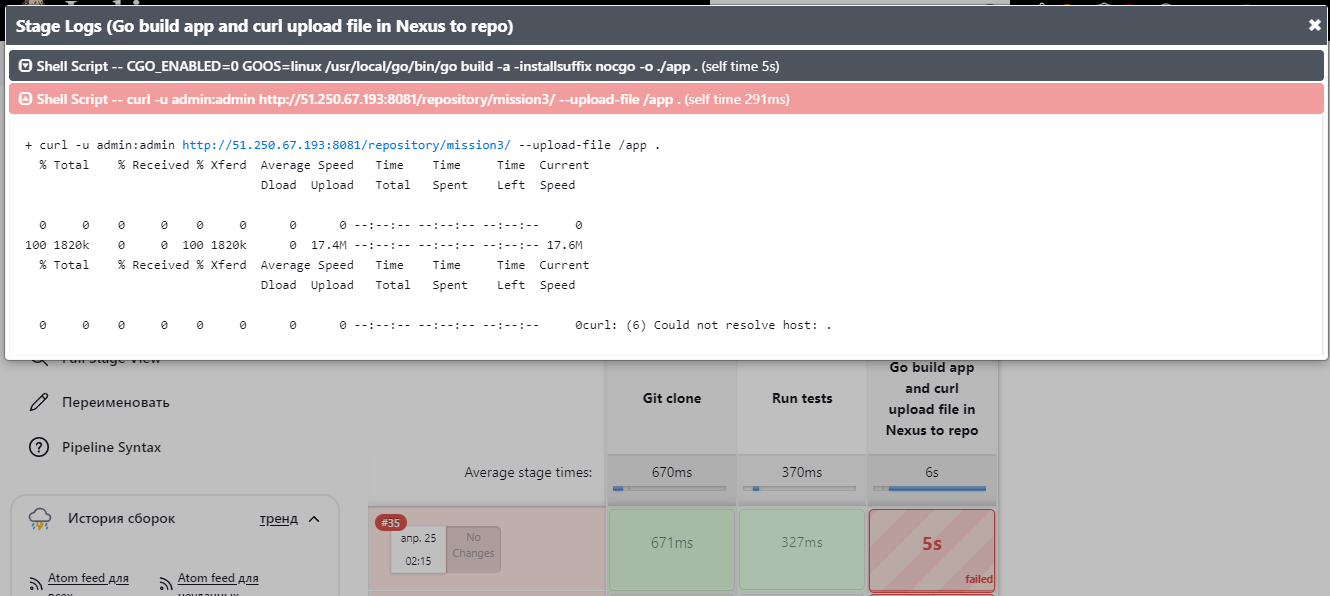 Stage Logs (Go build app and curl upload file in Nexus to repo)
Shell Script -- CGO_ENABLED=0 GOOS=linux /usr/local/go/bin/go build -a -installsuffix nocgo -o ./app . (self time 5s)
Shell Script -- curl -u admin:admin http://51.250.67.193:8081/repository/mission3/ --upload-file /app . (self time 291ms)
+ curl -u admin:admin http://51.250.67.193:8081/repository/mission3/ --upload-file /app .
  % Total    % Received % Xferd  Average Speed   Time    Time     Time  Current
                                 Dload  Upload   Total   Spent    Left  Speed
  0     0    0     0    0     0      0      0 --:--:-- --:--:-- --:--:--     0
100 1820k    0     0  100 1820k      0  17.4M --:--:-- --:--:-- --:--:-- 17.6M
  % Total    % Received % Xferd  Average Speed   Time    Time     Time  Current
                                 Dload  Upload   Total   Spent    Left  Speed
  0     0    0     0    0     0      0      0 --:--:-- --:--:-- --:--:--     0curl: (6) Could not resolve host: .
Full Stage View
Переименовать
Pipeline Syntax
История сборок
тренд
Atom feed для
Atom feed для
Git clone
Run tests
Go build app
and curl
upload file in
Nexus to repo
Average stage times:
670ms
370ms
6s
#35
апр. 25
02:15
No
Changes
671ms
327ms
5s
failed